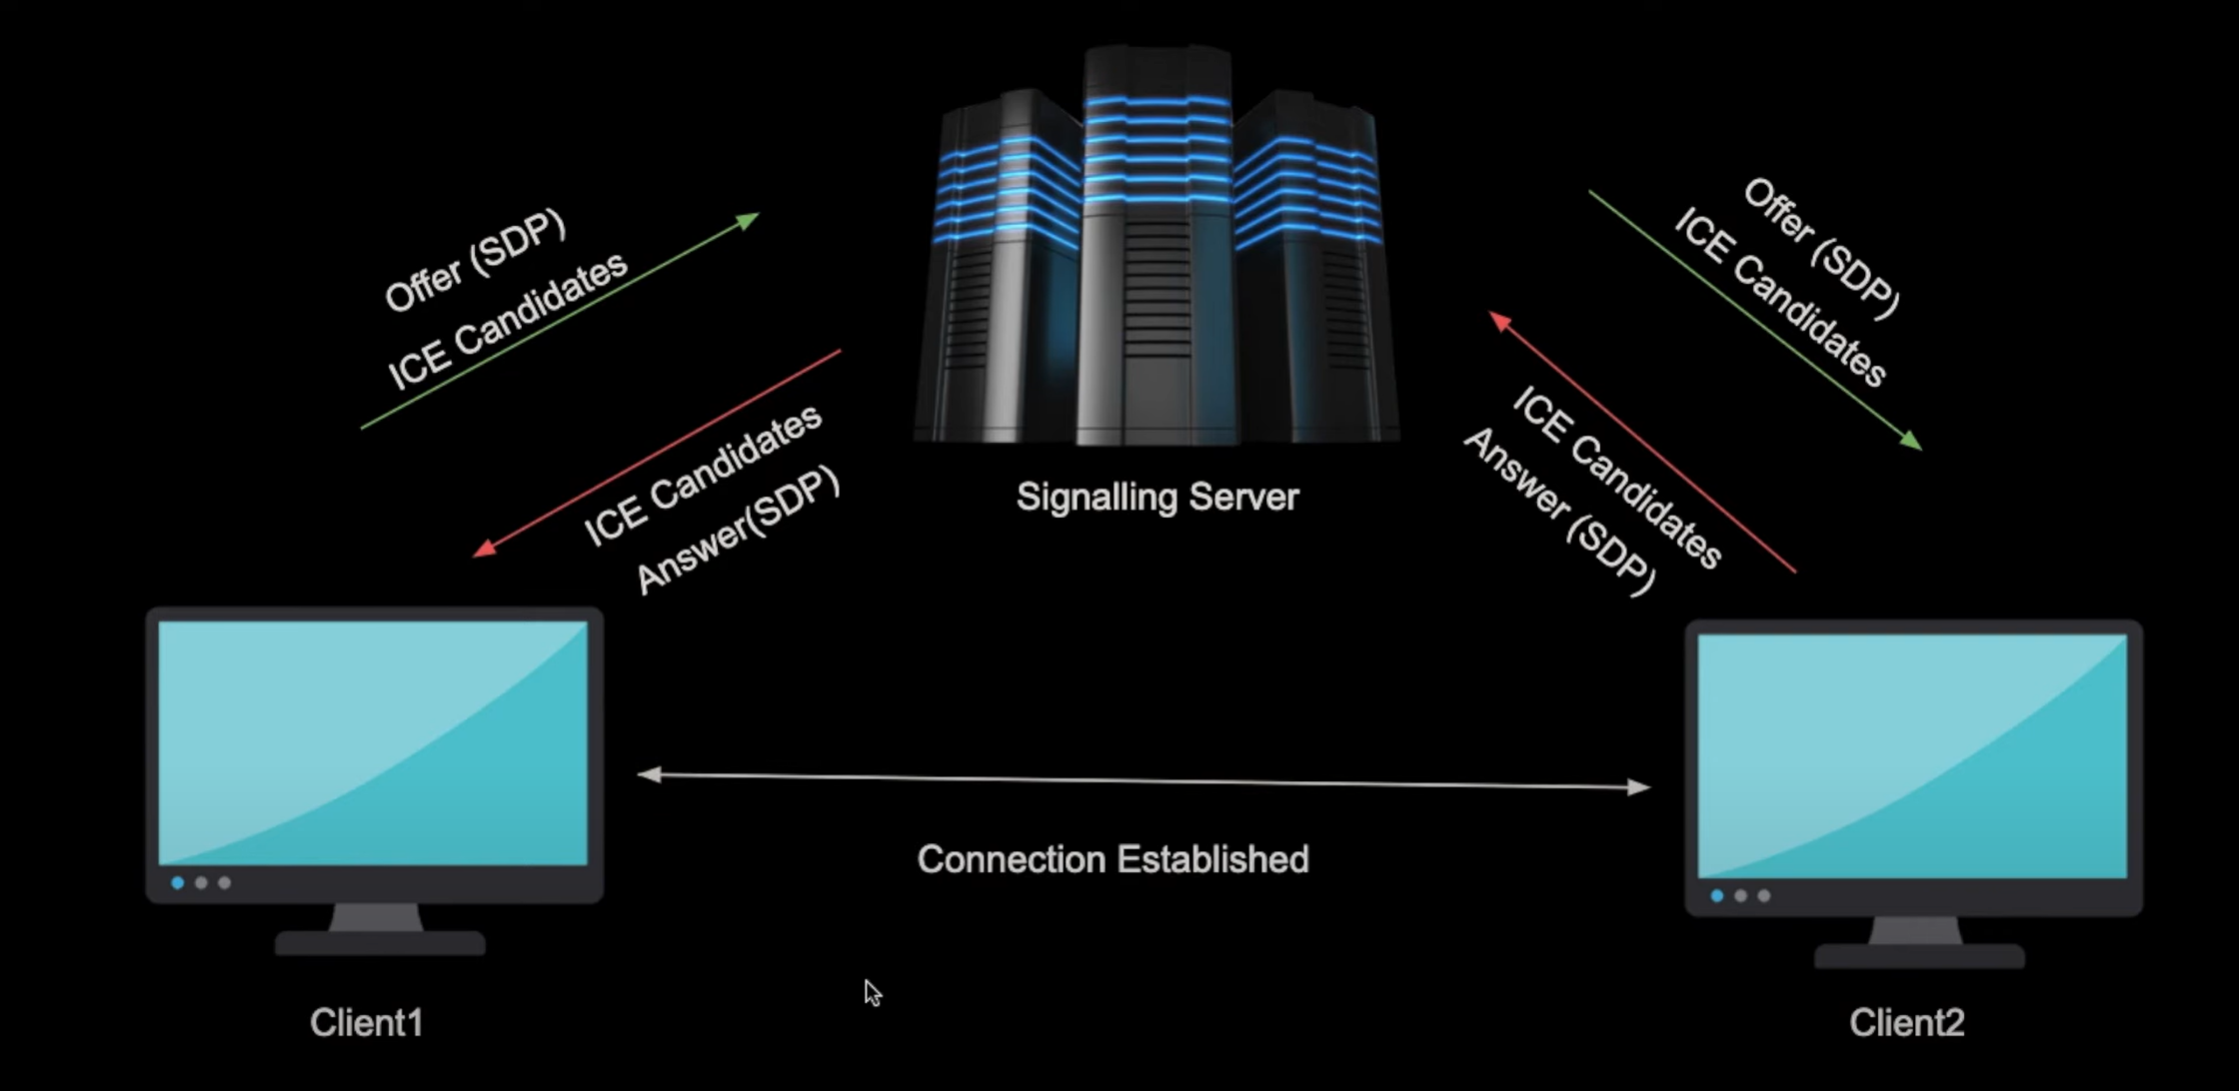 Offer (SDP)
ICE Candidates
ICE Candidates
Answer(SDP)
Signalling Server
Offer (SDP)
ICE Candidates
ICE Candidates
Answer (SDP)
Connection Established
Client1
Client2